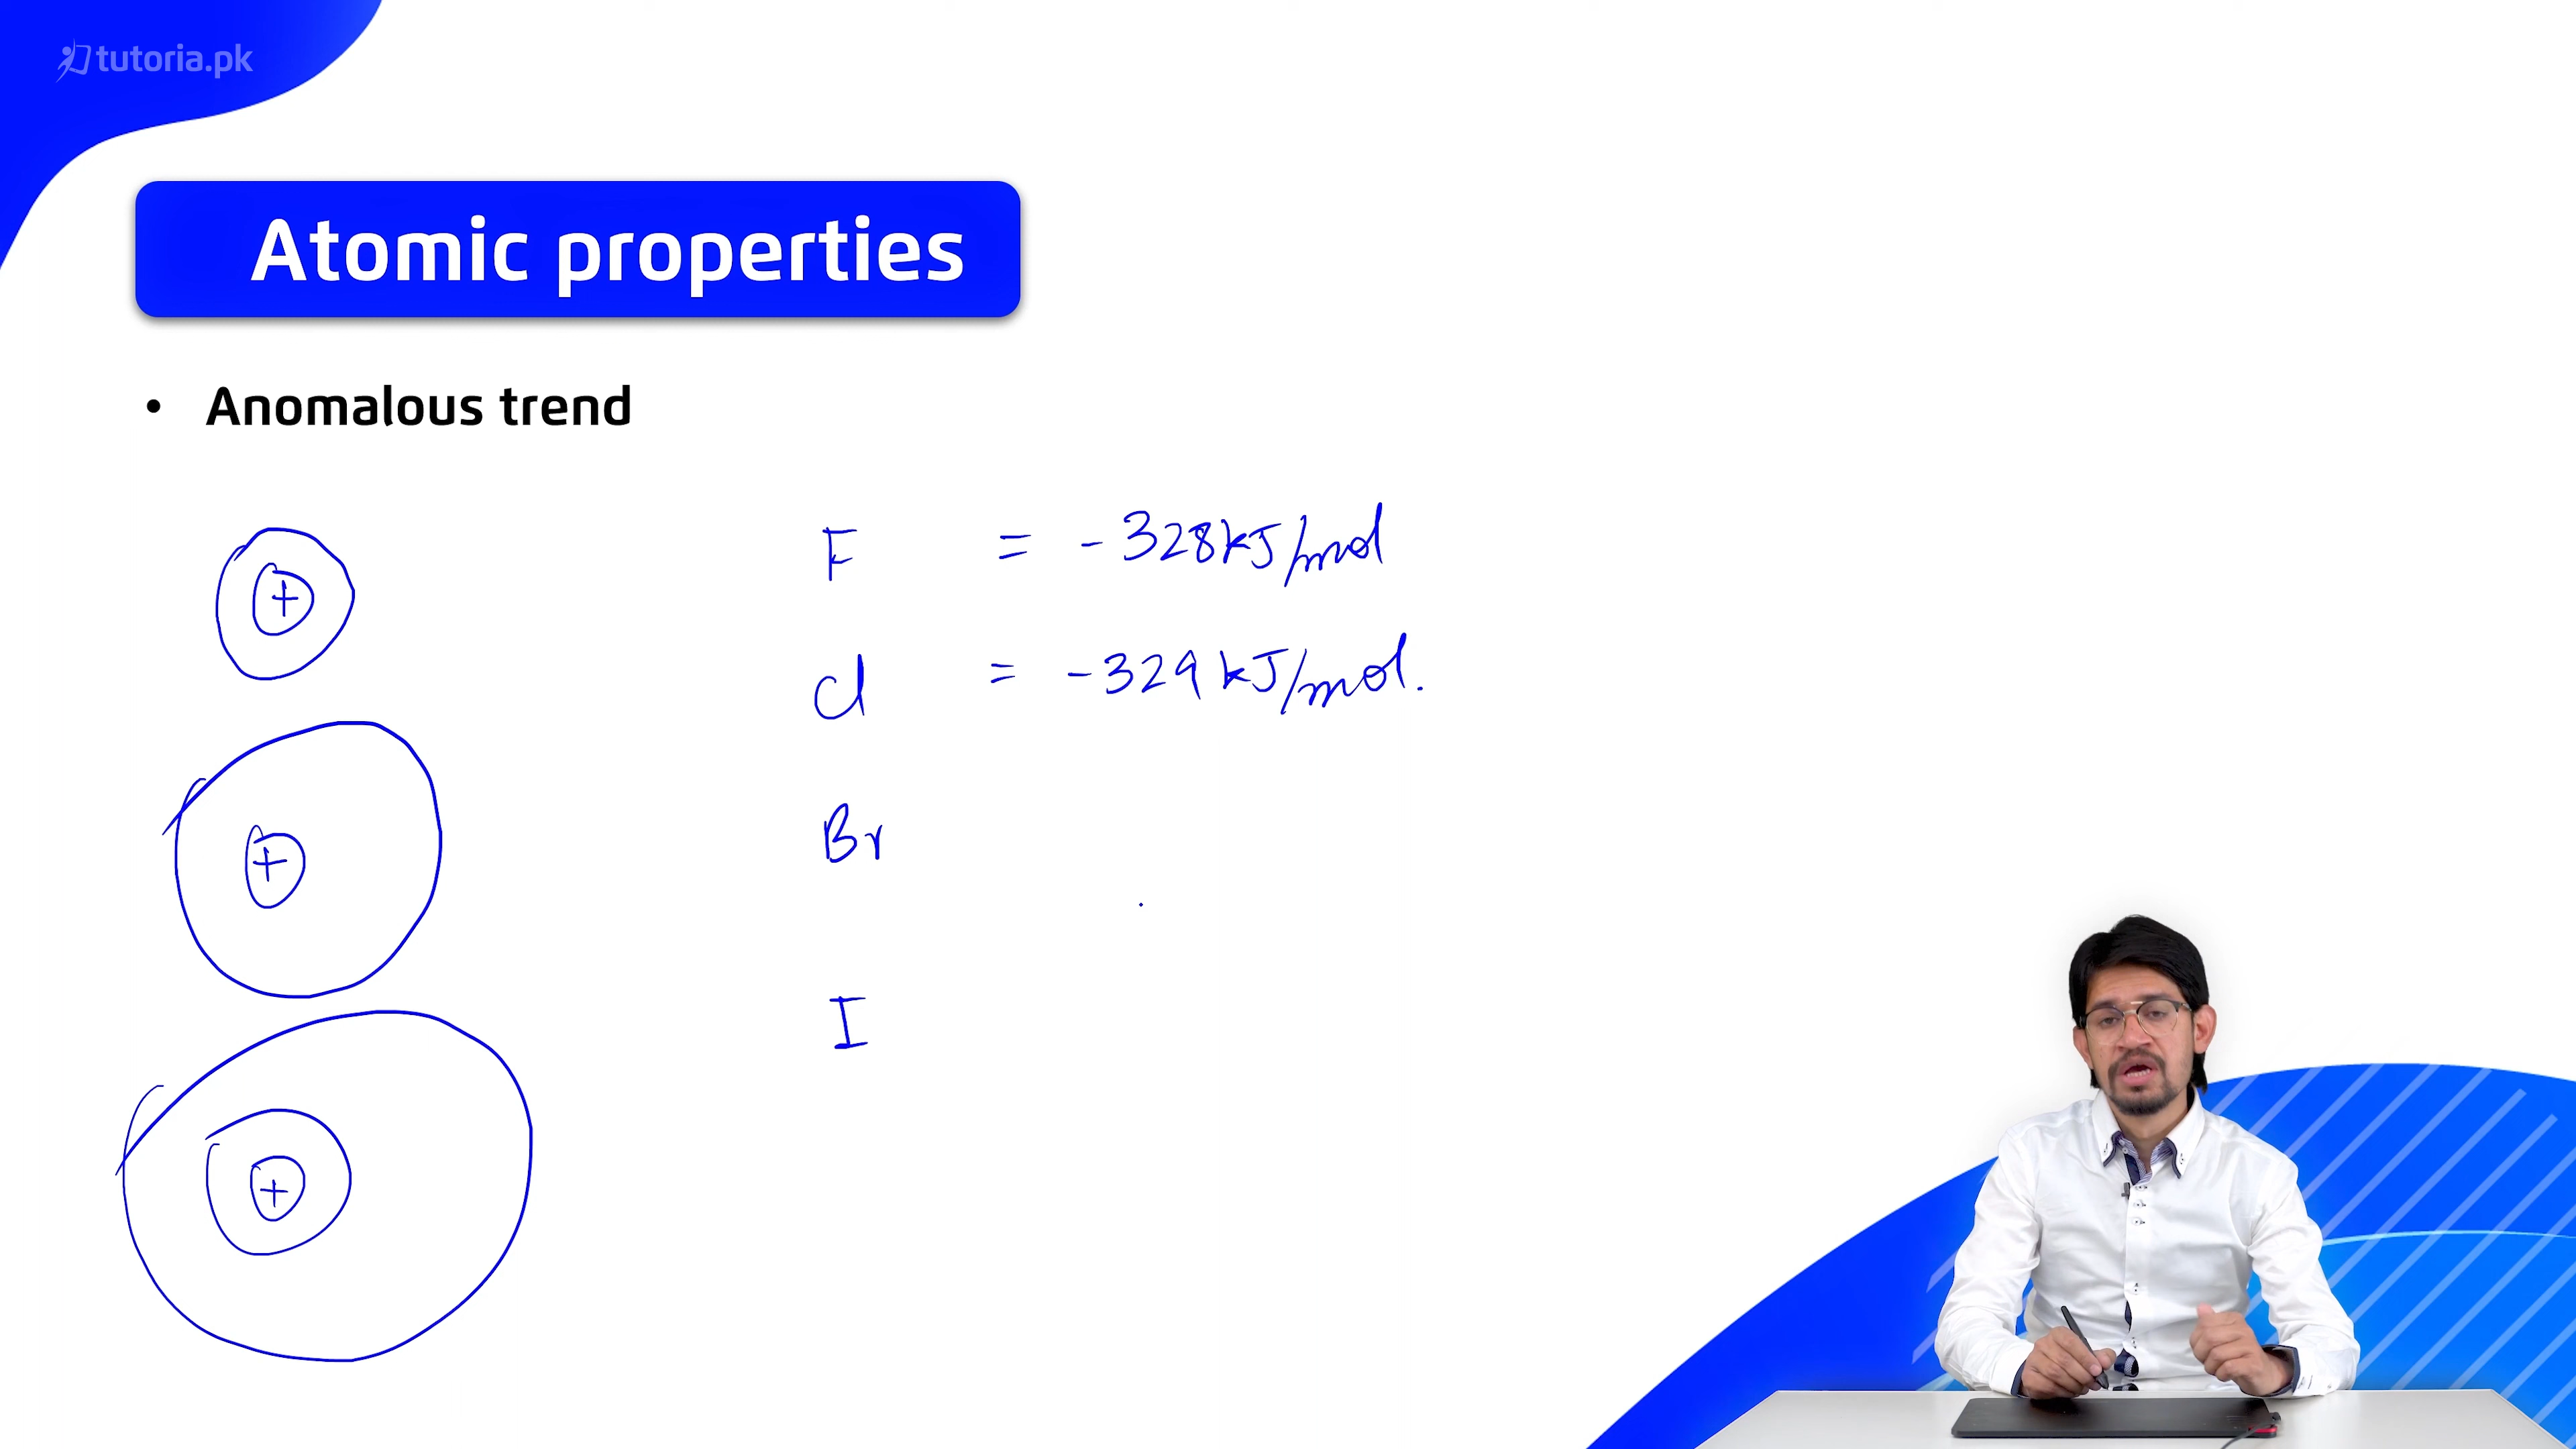 tutoria.pk
Atomic properties
• Anomalous trend
F = -328kJ/mol
Cl = -329 kJ/mol.
Br
I
+
+
+